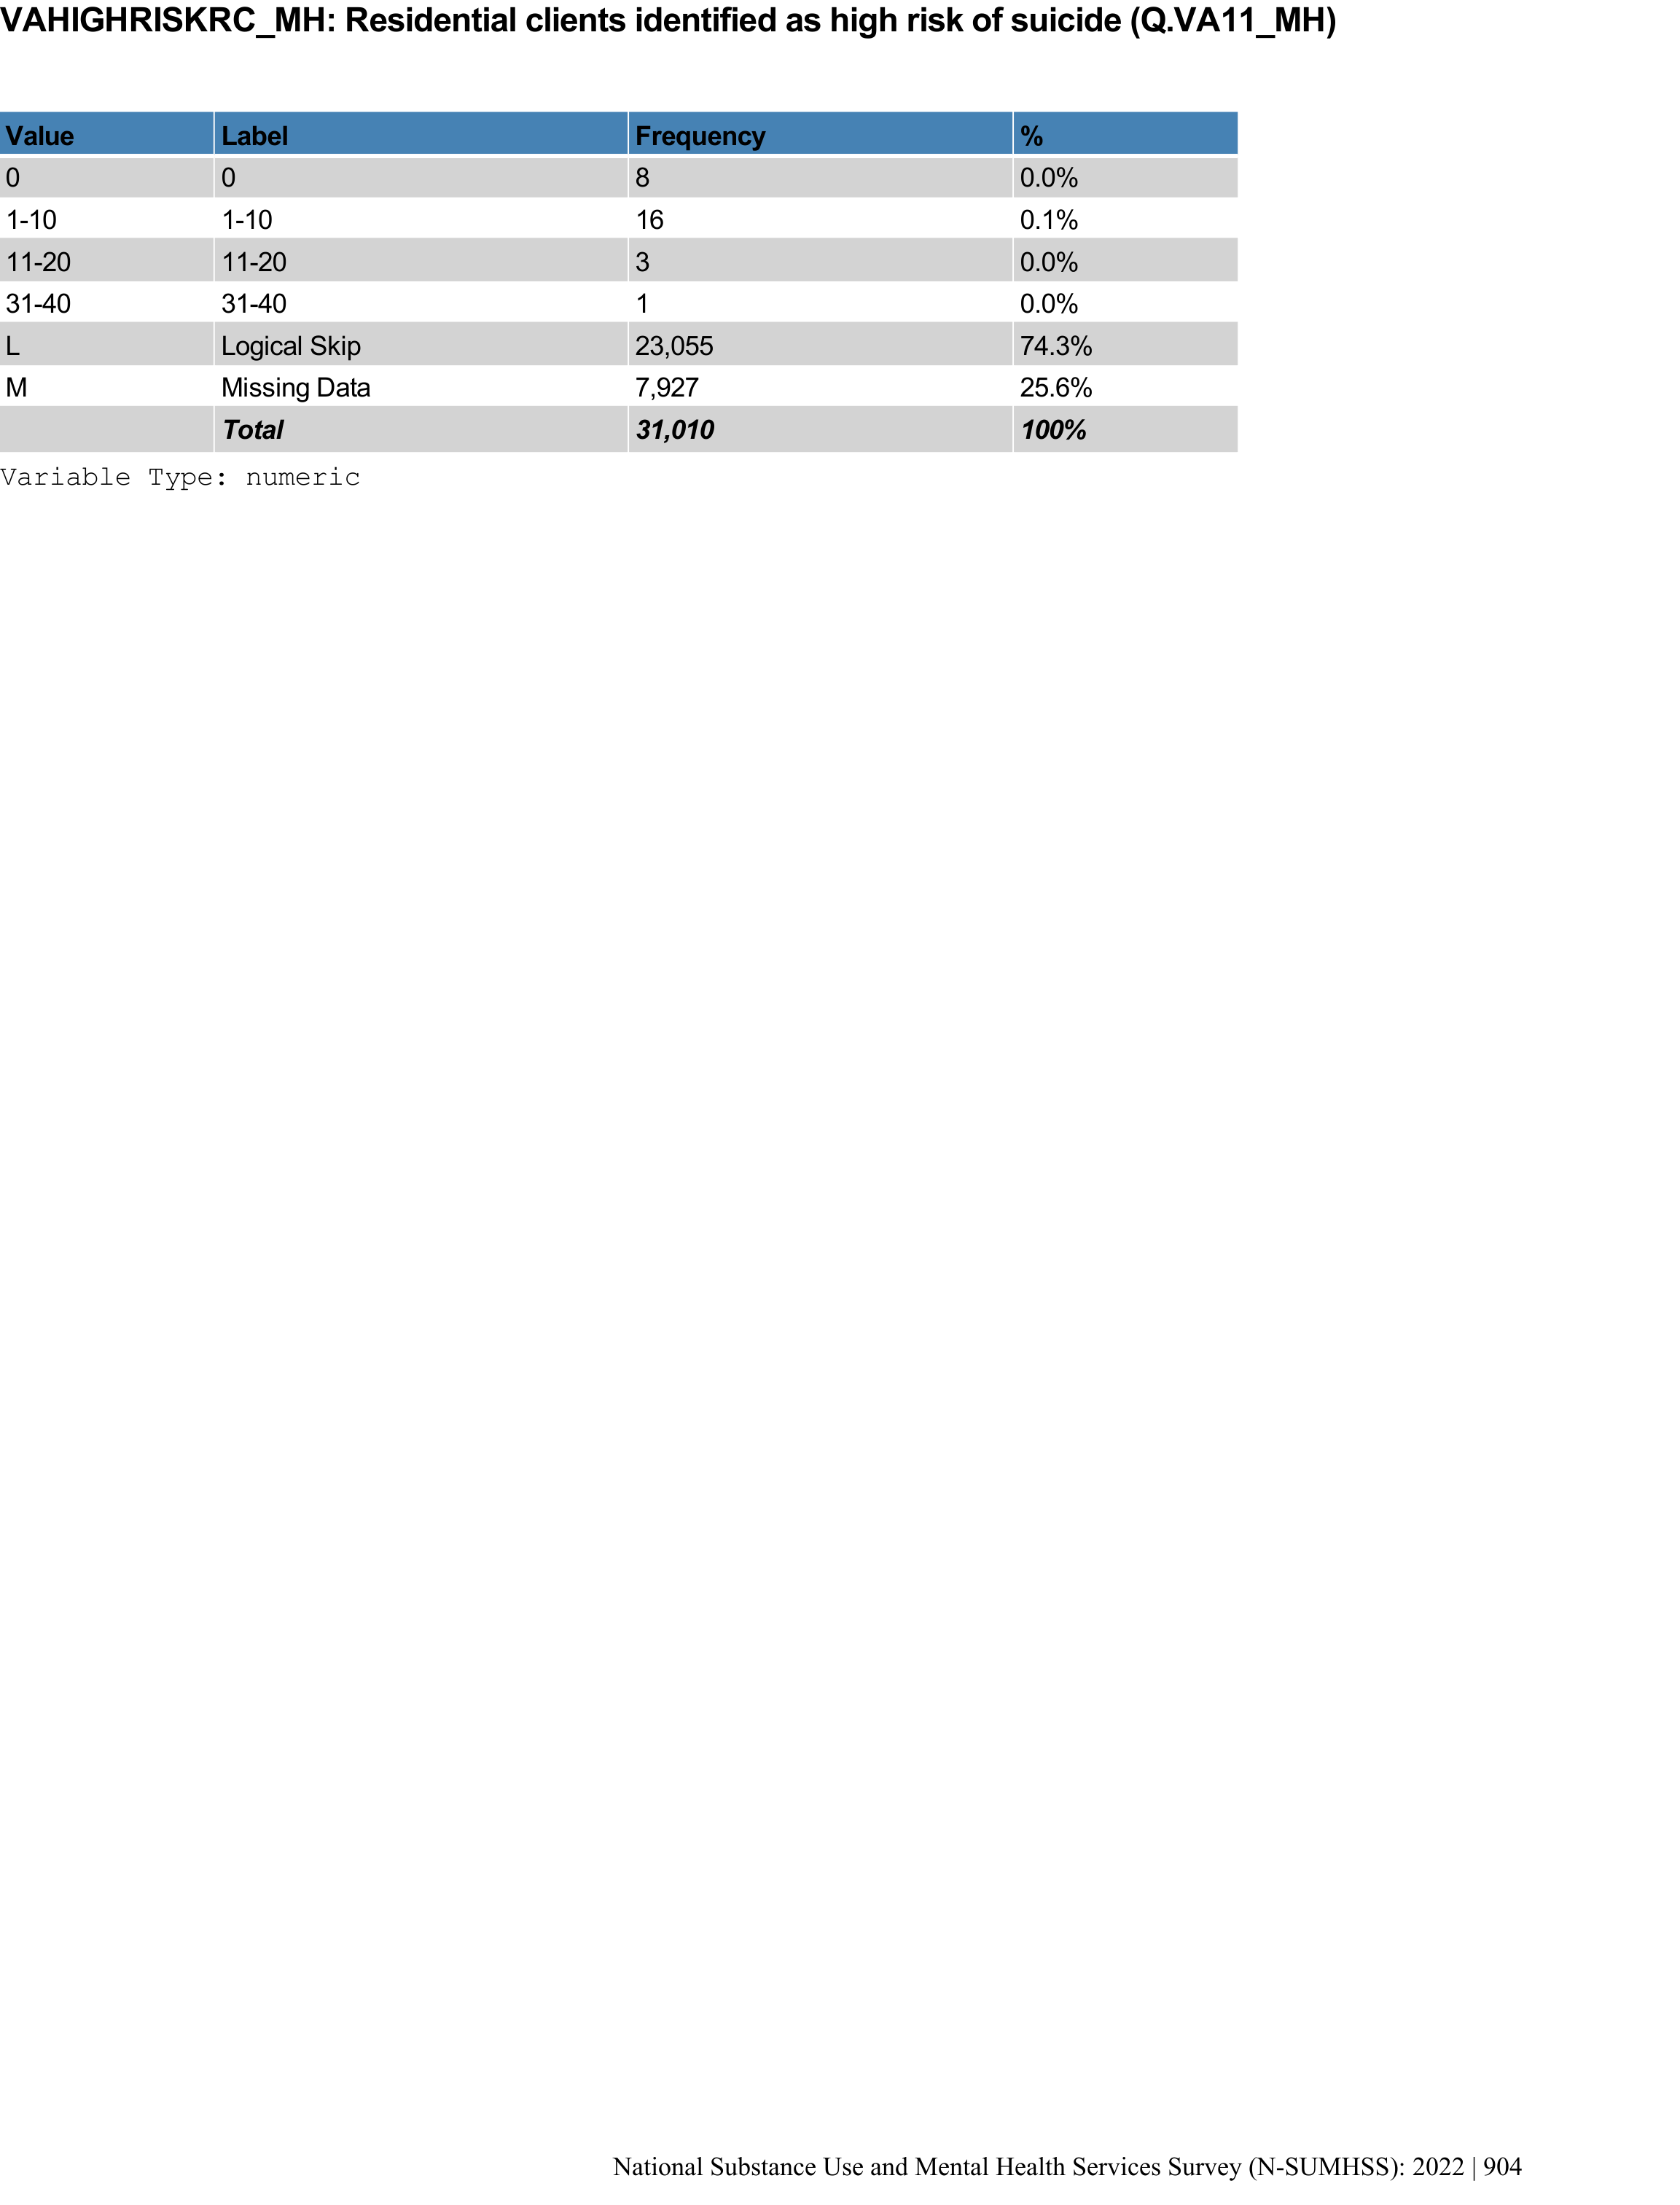 VAHIGHRISKRC_MH: Residential clients identified as high risk of suicide (Q.VA11_MH)
Value Label Frequency %
0 0 8 0.0%
1-10 1-10 16 0.1%
11-20 11-20 3 0.0%
31-40 31-40 1 0.0%
L Logical Skip 23,055 74.3%
M Missing Data 7,927 25.6%
Total 31,010 100%
Variable Type: numeric
National Substance Use and Mental Health Services Survey (N-SUMHSS): 2022 | 904